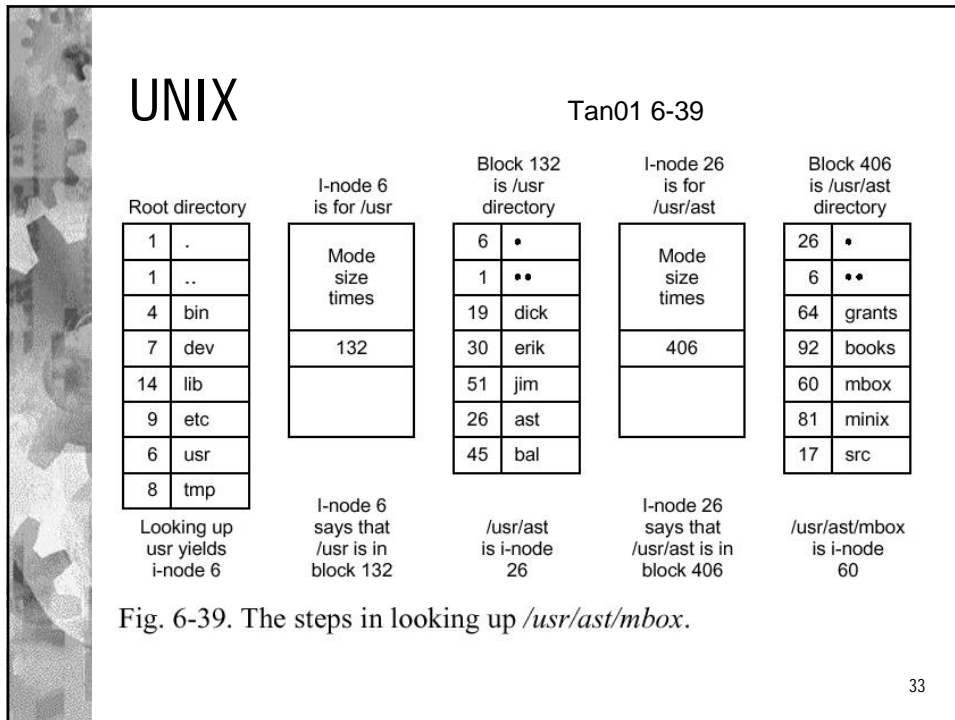 UNIX
Tan01 6-39
Root directory
1 .
1 ..
4 bin
7 dev
14 lib
9 etc
6 usr
8 tmp
Looking up
usr yields
i-node 6
I-node 6
is for /usr
Mode
size
times
132
I-node 6
says that
/usr is in
block 132
Block 132
is /usr
directory
6 •
1 ••
19 dick
30 erik
51 jim
26 ast
45 bal
/usr/ast
is i-node
26
I-node 26
is for
/usr/ast
Mode
size
times
406
I-node 26
says that
/usr/ast is in
block 406
Block 406
is /usr/ast
directory
26 •
6 ••
64 grants
92 books
60 mbox
81 minix
17 src
/usr/ast/mbox
is i-node
60
Fig. 6-39. The steps in looking up /usr/ast/mbox.
33